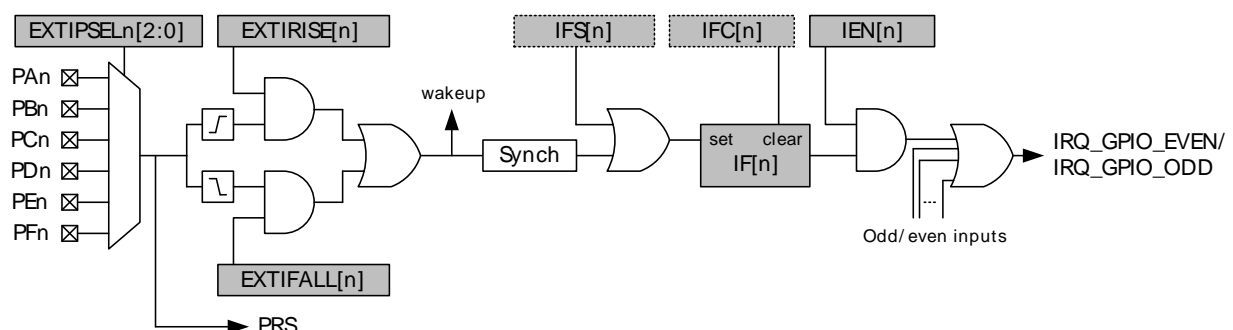 EXTIPSELn[2:0]
EXTIRISE[n]
IFS[n]
IFC[n]
IEN[n]
PAn
PBn
PCn
PDn
PEn
PFn
wakeup
Synch
set clear
IF[n]
IRQ_GPIO_EVEN/
IRQ_GPIO_ODD
...
Odd/even inputs
EXTIFALL[n]
PRS